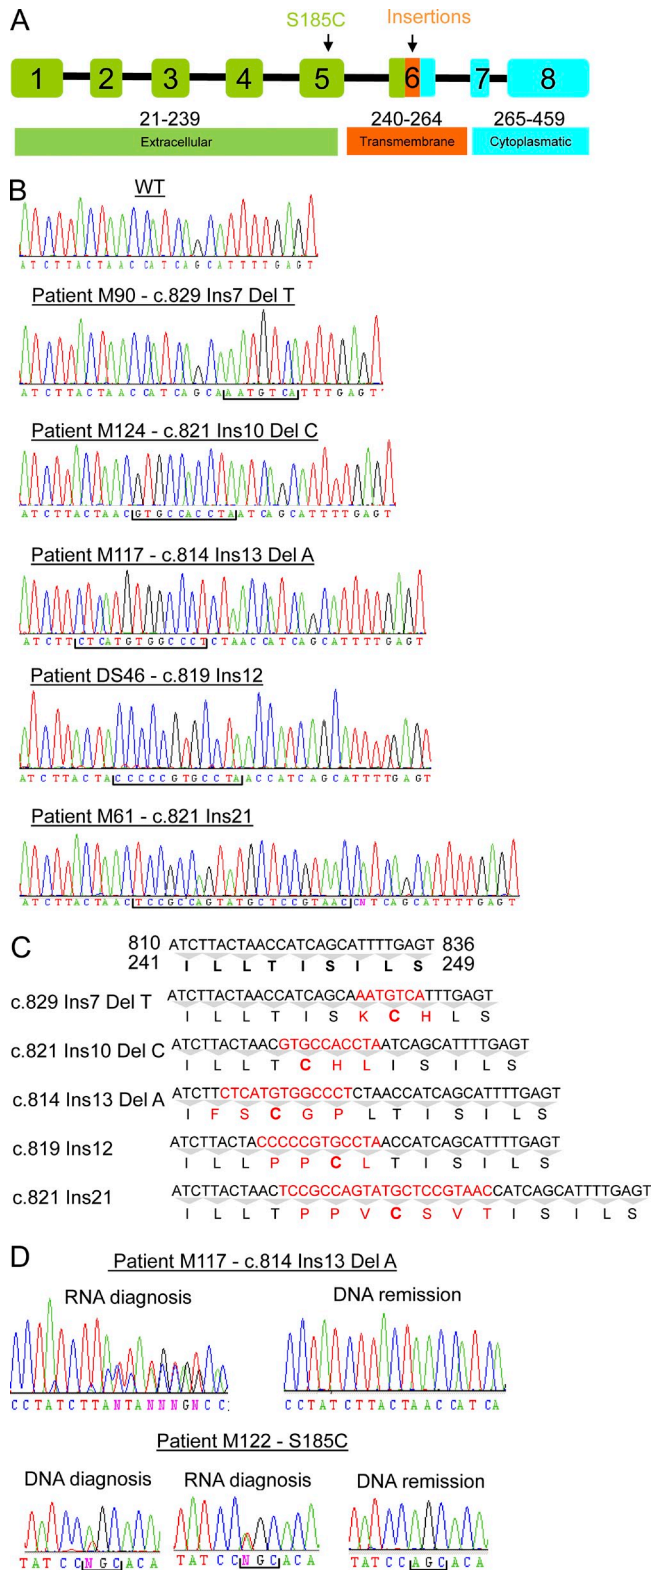 A
S185C
Insertions
1 2 3 4 5 6 7 8
21-239 240-264 265-459
Extracellular Transmembrane Cytoplasmatic
B
WT
ATCTTACTAACCATCAGCATTTTGAGT
Patient M90 - c.829 Ins7 Del T
ATCTTACTAACCATCAGCAAATGTCATTTGAGT
Patient M124 - c.821 Ins10 Del C
ATCTTACTAACGTGCCACCTAATCAGCATTTTGAGT
Patient M117 - c.814 Ins13 Del A
ATCTTCTCATGTGGCCCTCTAACCATCAGCATTTTGAGT
Patient DS46 - c.819 Ins12
ATCTTACTACCCCCGTGCCTAACCATCAGCATTTTGAGT
Patient M61 - c.821 Ins21
ATCTTACTAACTCCGCCAGTATGCTCCGTAACCNTCAGCATTTTGAGT
C
810 ATCTTACTAACCATCAGCATTTTGAGT 836
241 I L L T I S I L S 249
c.829 Ins7 Del T
ATCTTACTAACCATCAGCAAATGTCATTTGAGT
I L L T I S K C H L S
c.821 Ins10 Del C
ATCTTACTAACGTGCCACCTAATCAGCATTTTGAGT
I L L T C H L I S I L S
c.814 Ins13 Del A
ATCTTCTCATGTGGCCCTCTAACCATCAGCATTTTGAGT
I F S C G P L T I S I L S
c.819 Ins12
ATCTTACTACCCCCGTGCCTAACCATCAGCATTTTGAGT
I L L P P C L T I S I L S
c.821 Ins21
ATCTTACTAACTCCGCCAGTATGCTCCGTAACCATCAGCATTTTGAGT
I L L T P P V C S V T I S I L S
D
Patient M117 - c.814 Ins13 Del A
RNA diagnosis DNA remission
CCTATCTTANTANNNGNCC CCTATCTTACTAACCATCA
Patient M122 - S185C
DNA diagnosis RNA diagnosis DNA remission
TATCCNGCACA TATCCNGCACA TATCCAGCACA